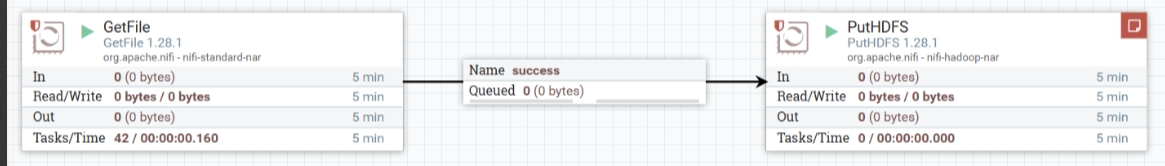 GetFile
GetFile 1.28.1
org.apache.nifi - nifi-standard-nar
In 0 (0 bytes) 5 min
Read/Write 0 bytes / 0 bytes 5 min
Out 0 (0 bytes) 5 min
Tasks/Time 42 / 00:00:00.160 5 min
Name success
Queued 0 (0 bytes)
PutHDFS
PutHDFS 1.28.1
org.apache.nifi - nifi-hadoop-nar
In 0 (0 bytes) 5 min
Read/Write 0 bytes / 0 bytes 5 min
Out 0 (0 bytes) 5 min
Tasks/Time 0 / 00:00:00.000 5 min